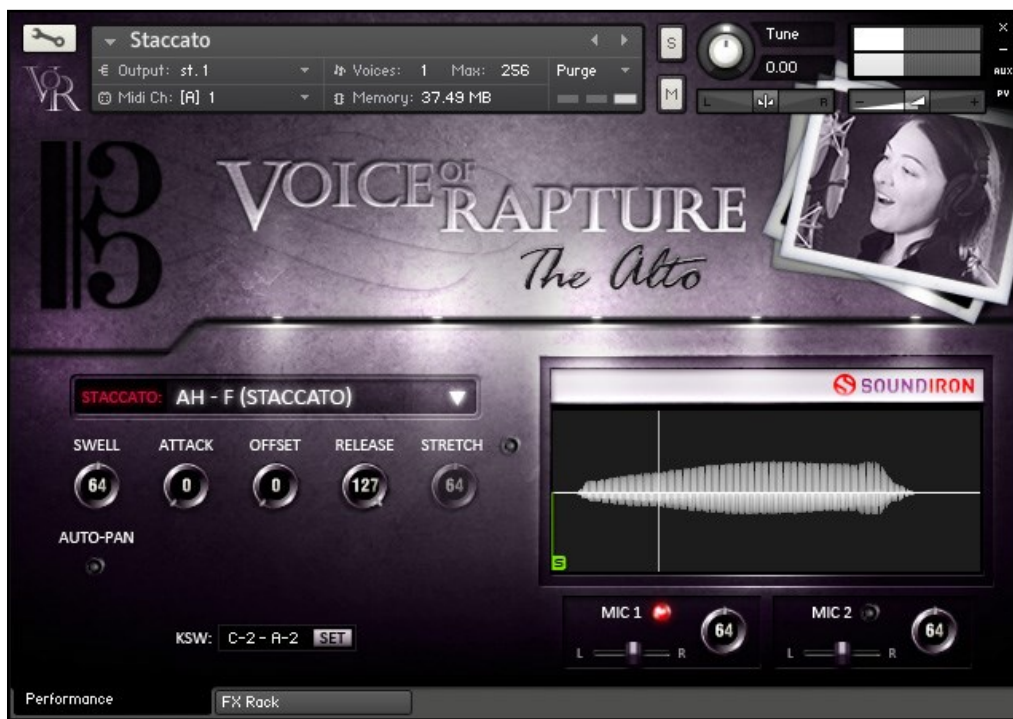 Staccato
S
Tune
X
Output: st.1
Voices: 1 Max: 256
Purge
0.00
–
AUX
PV
VR
Midi Ch: [A] 1
Memory: 37.49 MB
M
L
R
–
+
VOICE OF RAPTURE
The Alto
STACCATO: AH - F (STACCATO)
SOUNDIRON
SWELL
ATTACK
OFFSET
RELEASE
STRETCH
64
0
0
127
64
AUTO-PAN
S
MIC 1
64
MIC 2
64
KSW: C-2 - A-2 SET
L
R
L
R
Performance
FX Rack